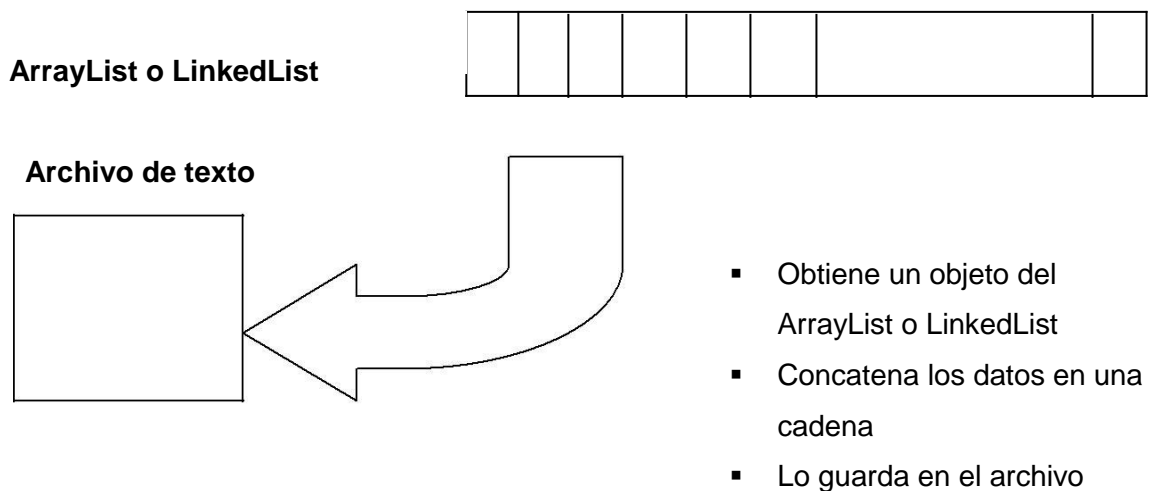 ArrayList o LinkedList
Archivo de texto
▪ Obtiene un objeto del
ArrayList o LinkedList
▪ Concatena los datos en una
cadena
▪ Lo guarda en el archivo